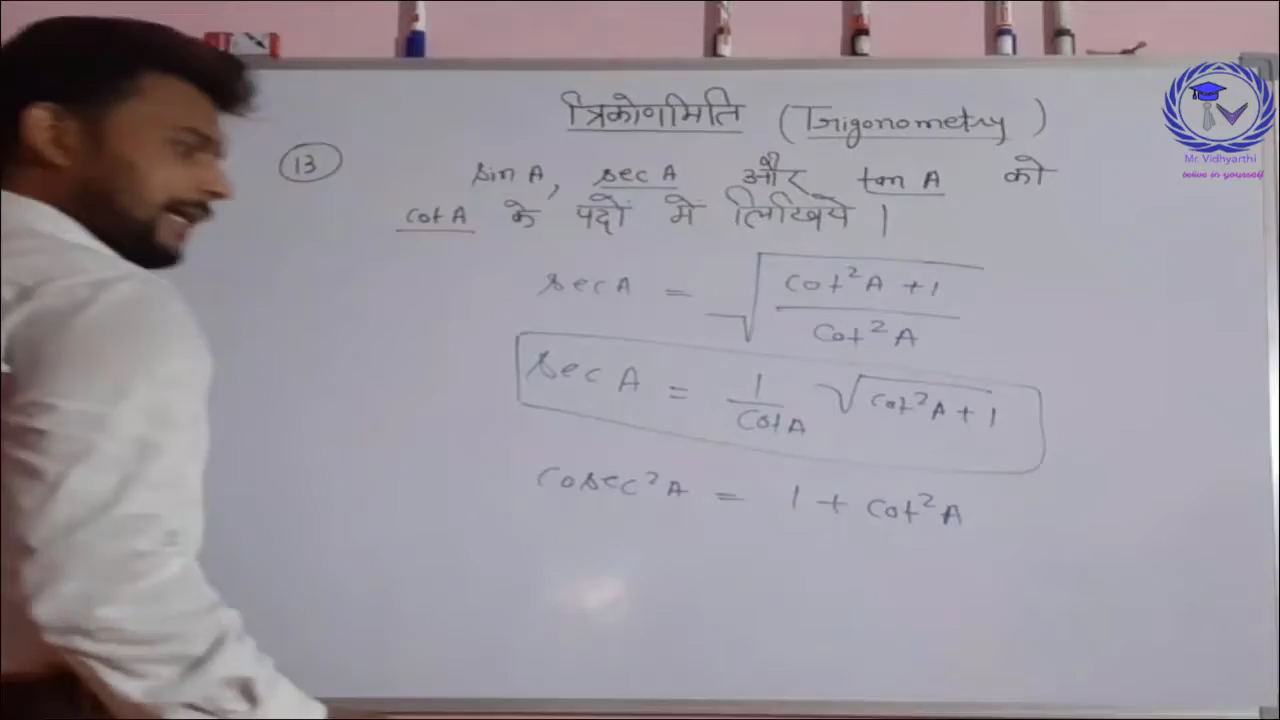 त्रिकोणमिति (Trigonometry)
13 sin A, sec A और tan A को
cot A के पदों में लिखिये |
sec A = √((cot²A + 1)/(cot²A))
sec A = 1/(cot A) √(cot²A + 1)
cosec²A = 1 + cot²A
Mr. Vidhyarthi
believe in yourself